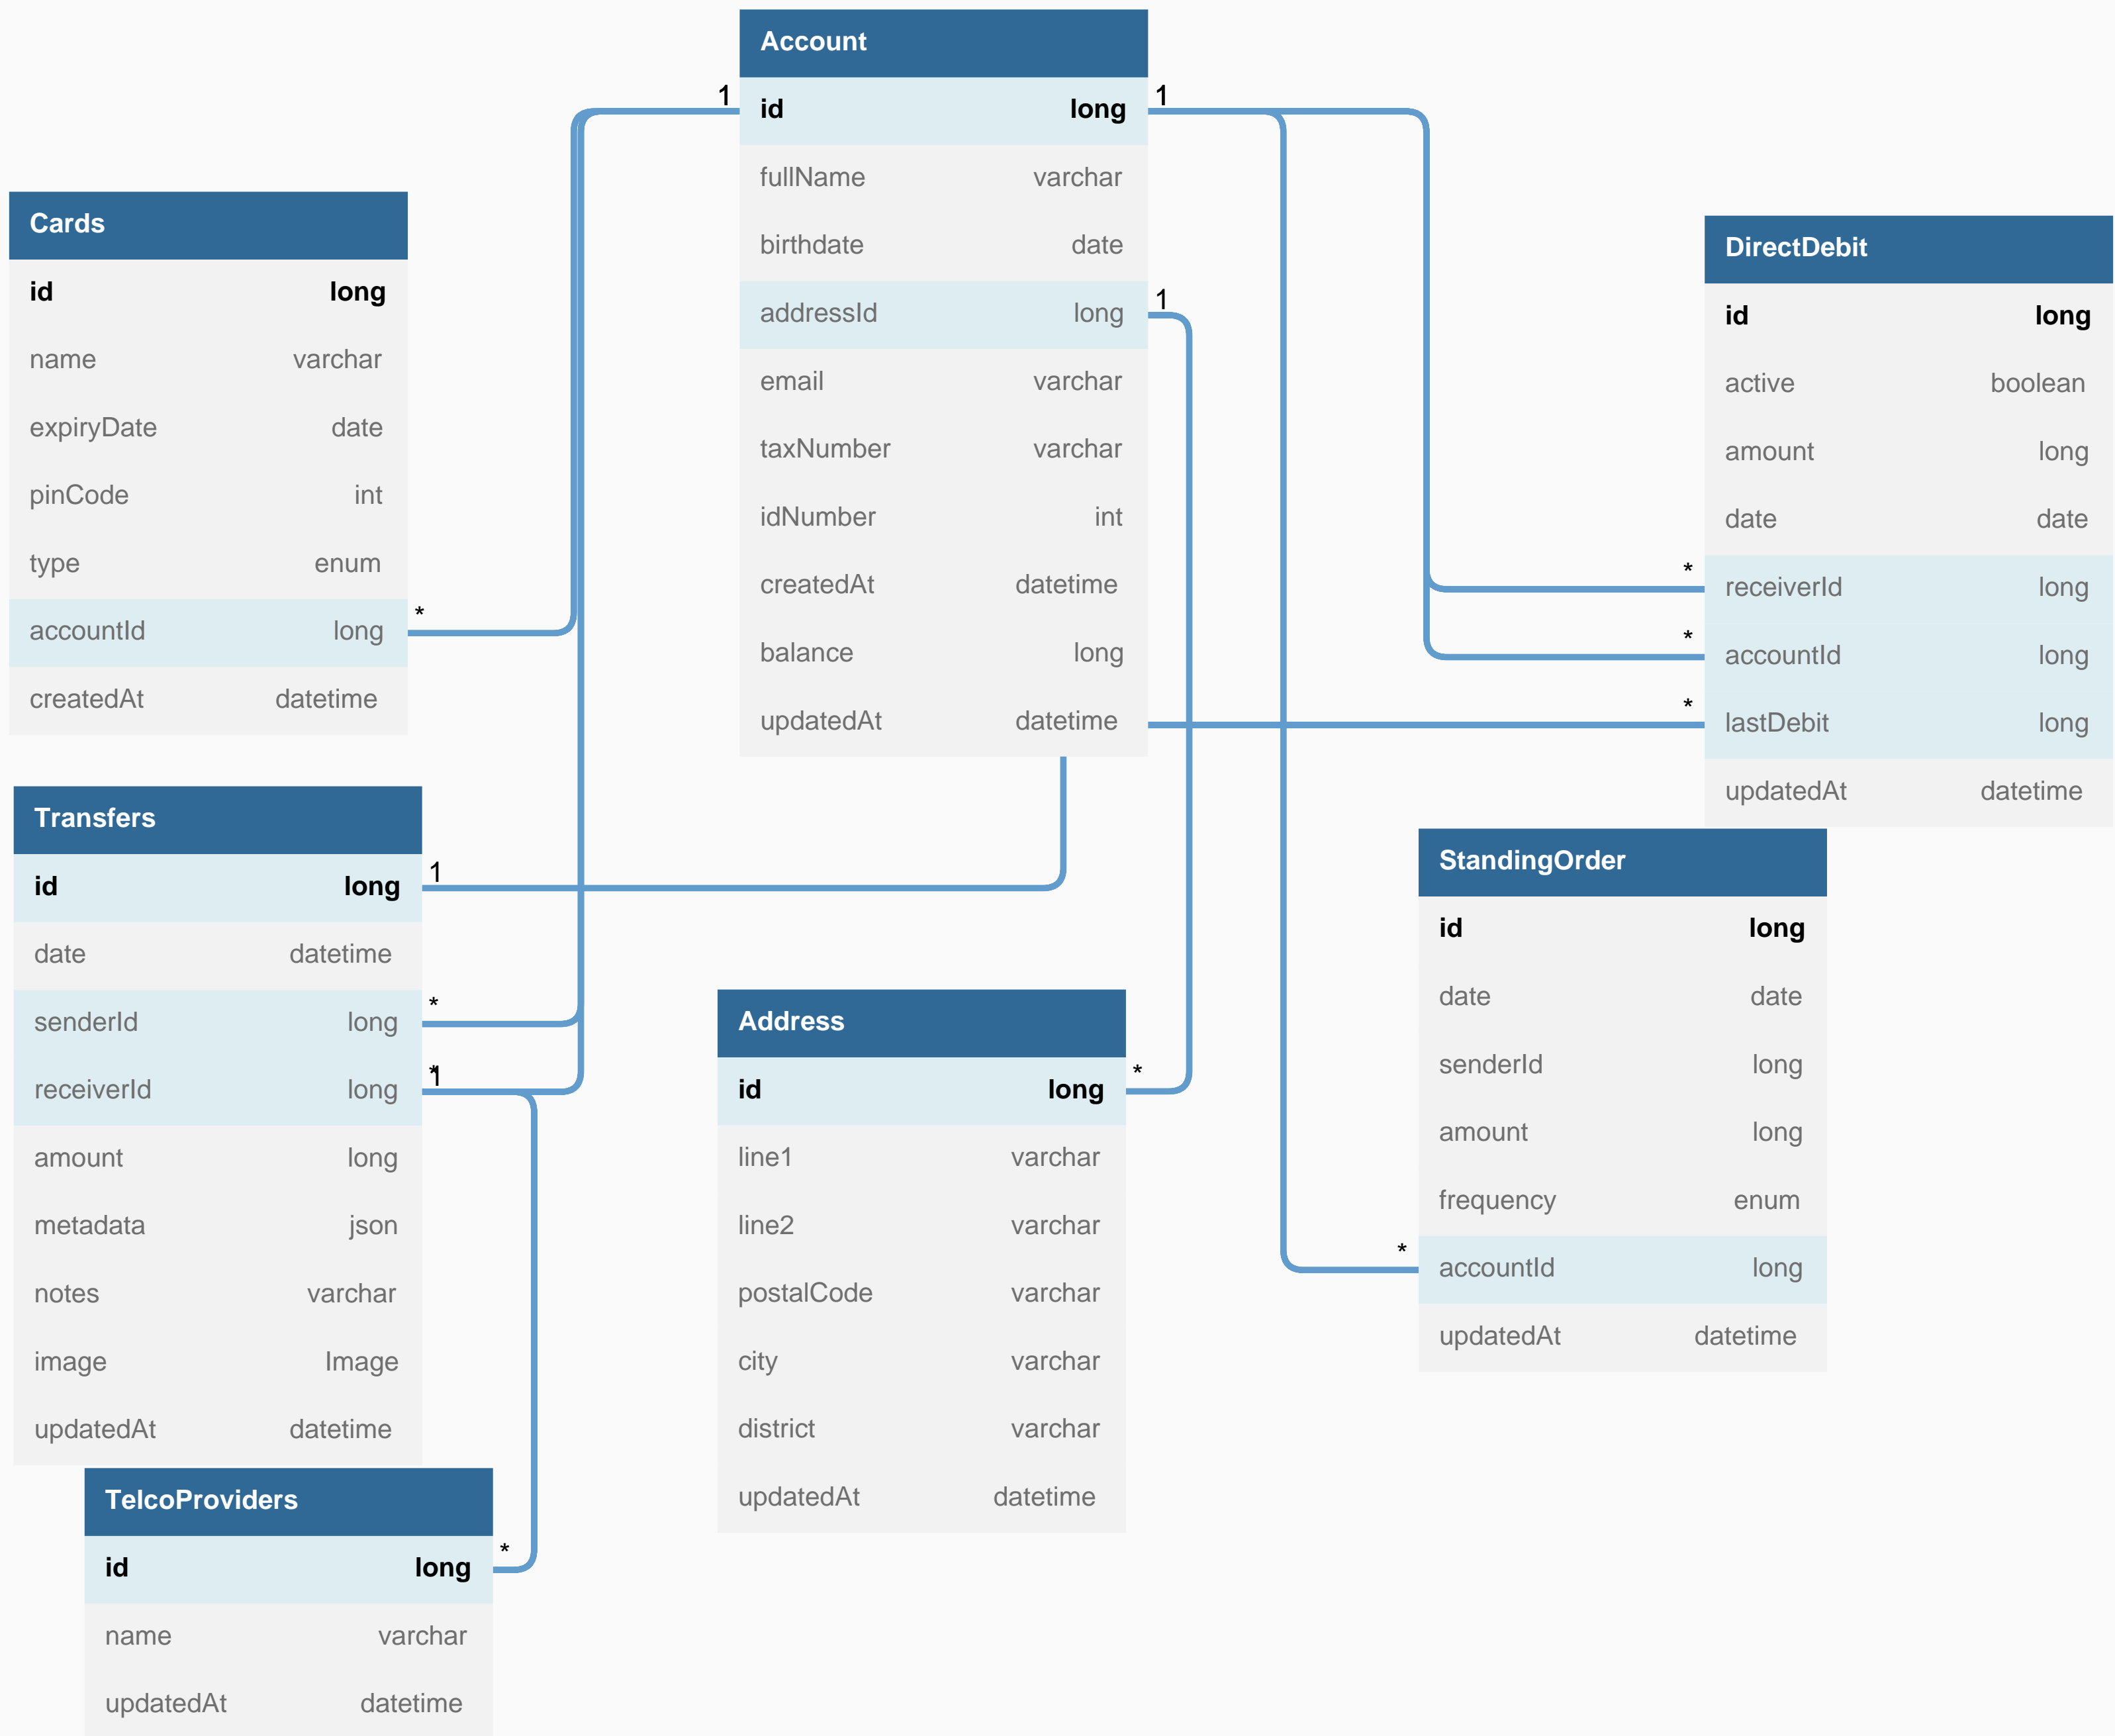 Account
1 id long 1
fullName varchar
birthdate date
addressId long 1
email varchar
taxNumber varchar
idNumber int
createdAt datetime
balance long
updatedAt datetime
Cards
id long
name varchar
expiryDate date
pinCode int
type enum
accountId long *
createdAt datetime
DirectDebit
id long
active boolean
amount long
date date
* receiverId long
* accountId long
* lastDebit long
updatedAt datetime
Transfers
id long 1
date datetime
senderId long *
receiverId long * 1
amount long
metadata json
notes varchar
image Image
updatedAt datetime
StandingOrder
id long
date date
senderId long
amount long
frequency enum
* accountId long
updatedAt datetime
Address
id long *
line1 varchar
line2 varchar
postalCode varchar
city varchar
district varchar
updatedAt datetime
TelcoProviders
id long *
name varchar
updatedAt datetime